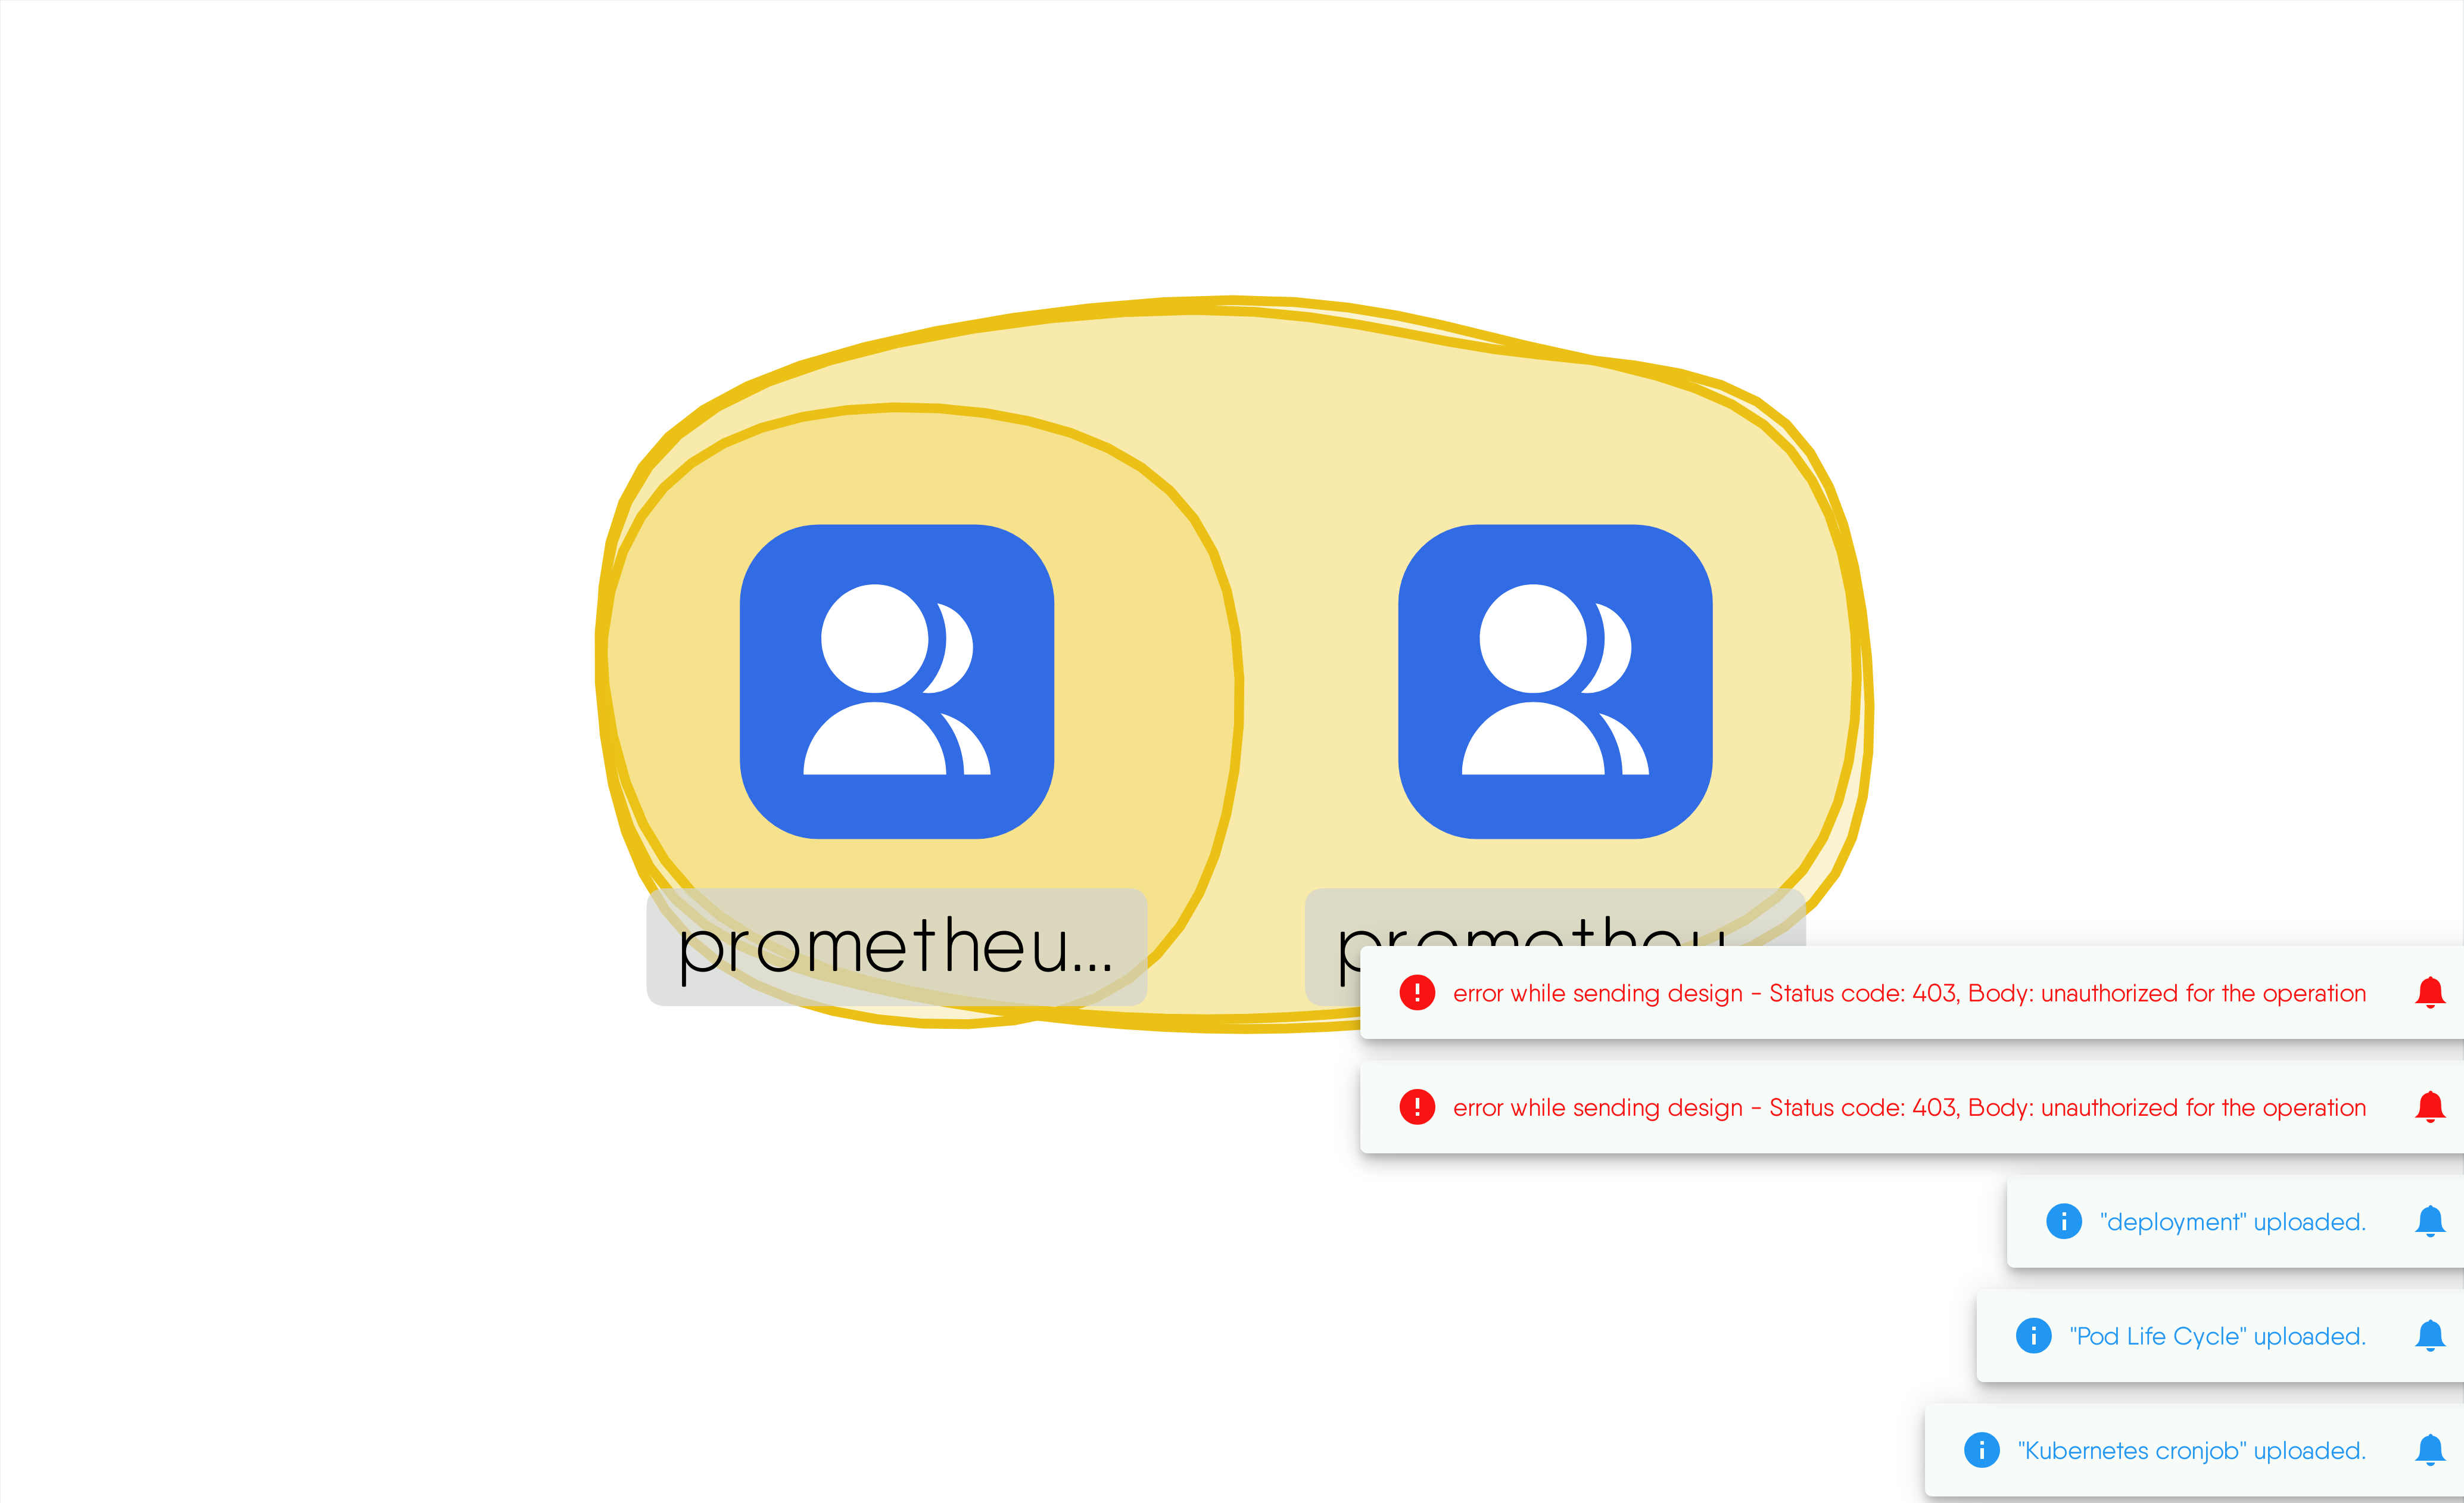 prometheu...
prometheu...
error while sending design - Status code: 403, Body: unauthorized for the operation
error while sending design - Status code: 403, Body: unauthorized for the operation
"deployment" uploaded.
"Pod Life Cycle" uploaded.
"Kubernetes cronjob" uploaded.